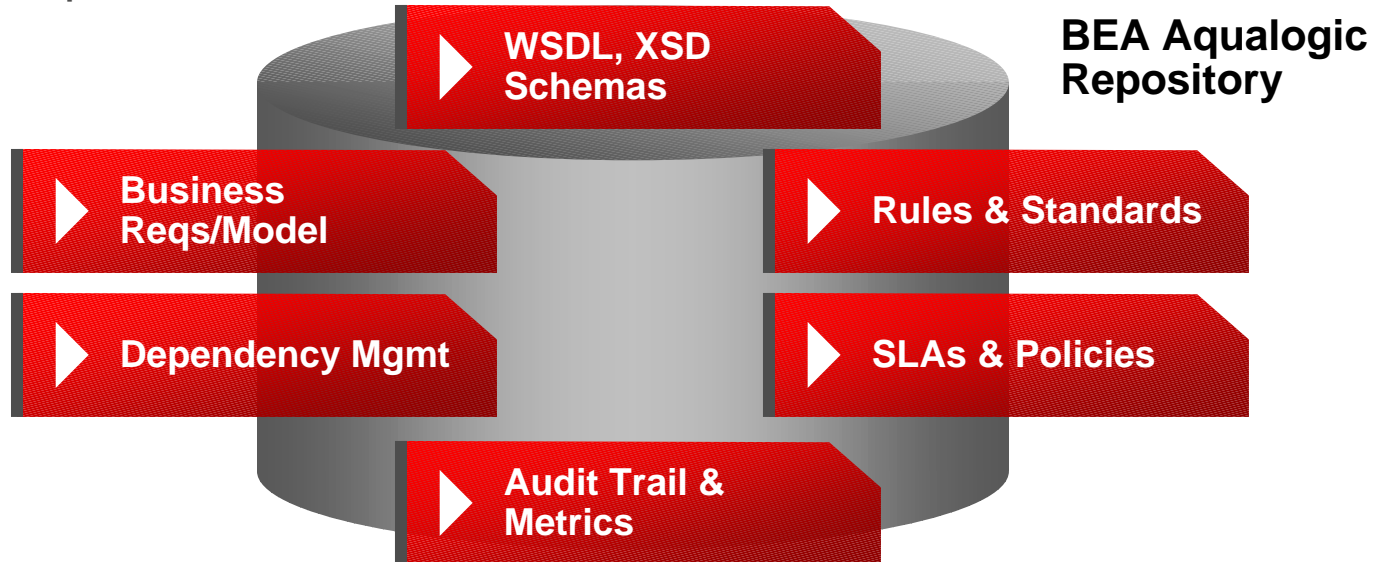 WSDL, XSD
Schemas
BEA Aqualogic
Repository
Business
Reqs/Model
Rules & Standards
Dependency Mgmt
SLAs & Policies
Audit Trail &
Metrics